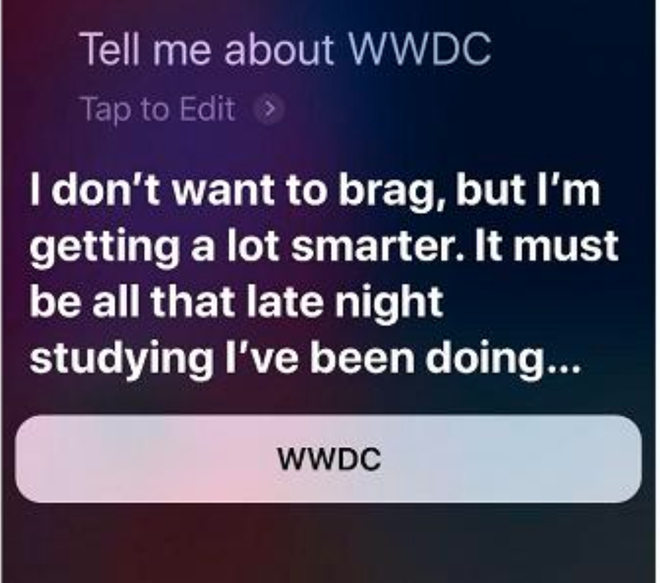 Tell me about WWDC
Tap to Edit >
I don’t want to brag, but I’m
getting a lot smarter. It must
be all that late night
studying I’ve been doing...
WWDC